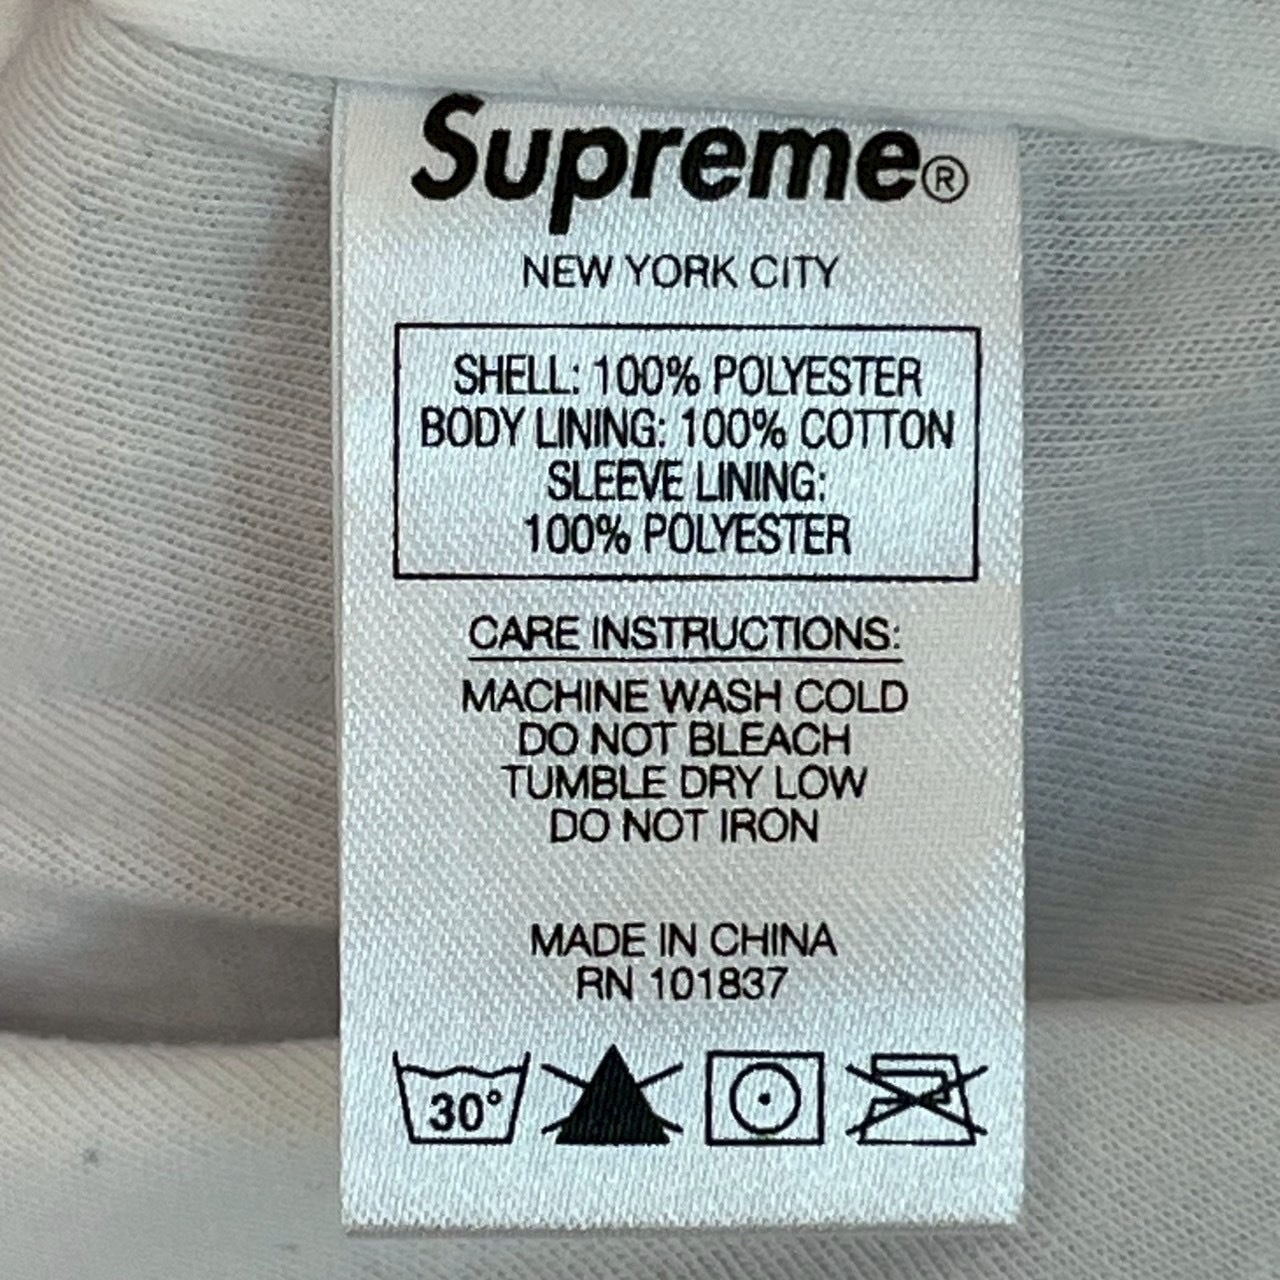 Supreme®
NEW YORK CITY
SHELL: 100% POLYESTER
BODY LINING: 100% COTTON
SLEEVE LINING:
100% POLYESTER
CARE INSTRUCTIONS:
MACHINE WASH COLD
DO NOT BLEACH
TUMBLE DRY LOW
DO NOT IRON
MADE IN CHINA
RN 101837
30°